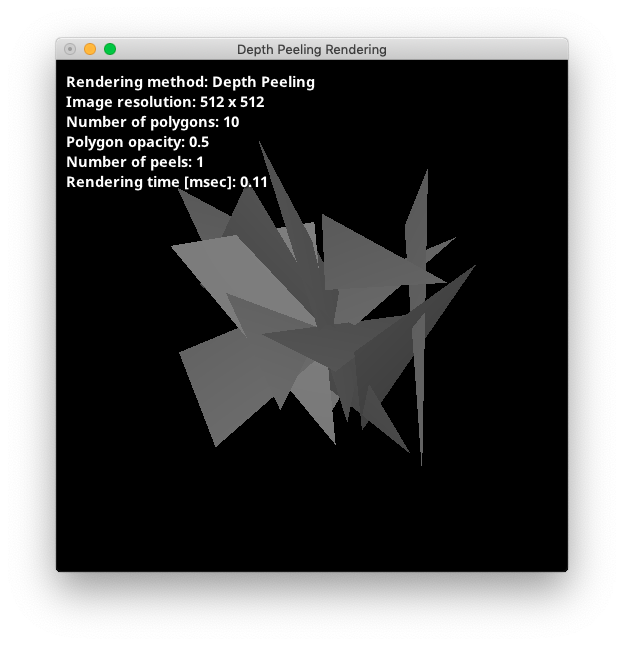 Depth Peeling Rendering
Rendering method: Depth Peeling
Image resolution: 512 x 512
Number of polygons: 10
Polygon opacity: 0.5
Number of peels: 1
Rendering time [msec]: 0.11